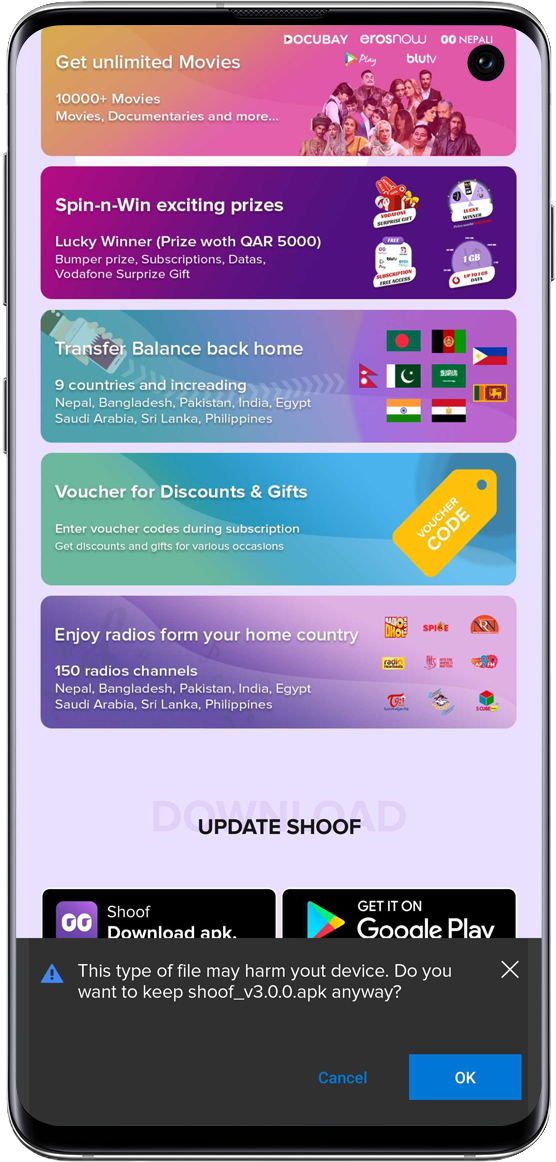 DOCUBAY erosnow NEPALI
Get unlimited Movies
Play blutv
10000+ Movies
Movies, Documentaries and more...
Spin-n-Win exciting prizes
VODAFONE
SURPRISE GIFT
LUCKY
WINNER
Lucky Winner (Prize woth QAR 5000)
Bumper prize, Subscriptions, Datas,
Vodafone Surprize Gift
FREE
SUBSCRIPTION
FREE ACCESS
1 GB
UP TO 1 GB
DATA
Transfer Balance back home
9 countries and increading
Nepal, Bangladesh, Pakistan, India, Egypt
Saudi Arabia, Sri Lanka, Philippines
Voucher for Discounts & Gifts
Enter voucher codes during subscription
Get discounts and gifts for various occasions
VOUCHER
CODE
Enjoy radios form your home country
150 radios channels
Nepal, Bangladesh, Pakistan, India, Egypt
Saudi Arabia, Sri Lanka, Philippines
DOWNLOAD
UPDATE SHOOF
Shoof
Download apk.
GET IT ON
Google Play
This type of file may harm yout device. Do you
want to keep shoof_v3.0.0.apk anyway?
Cancel
OK